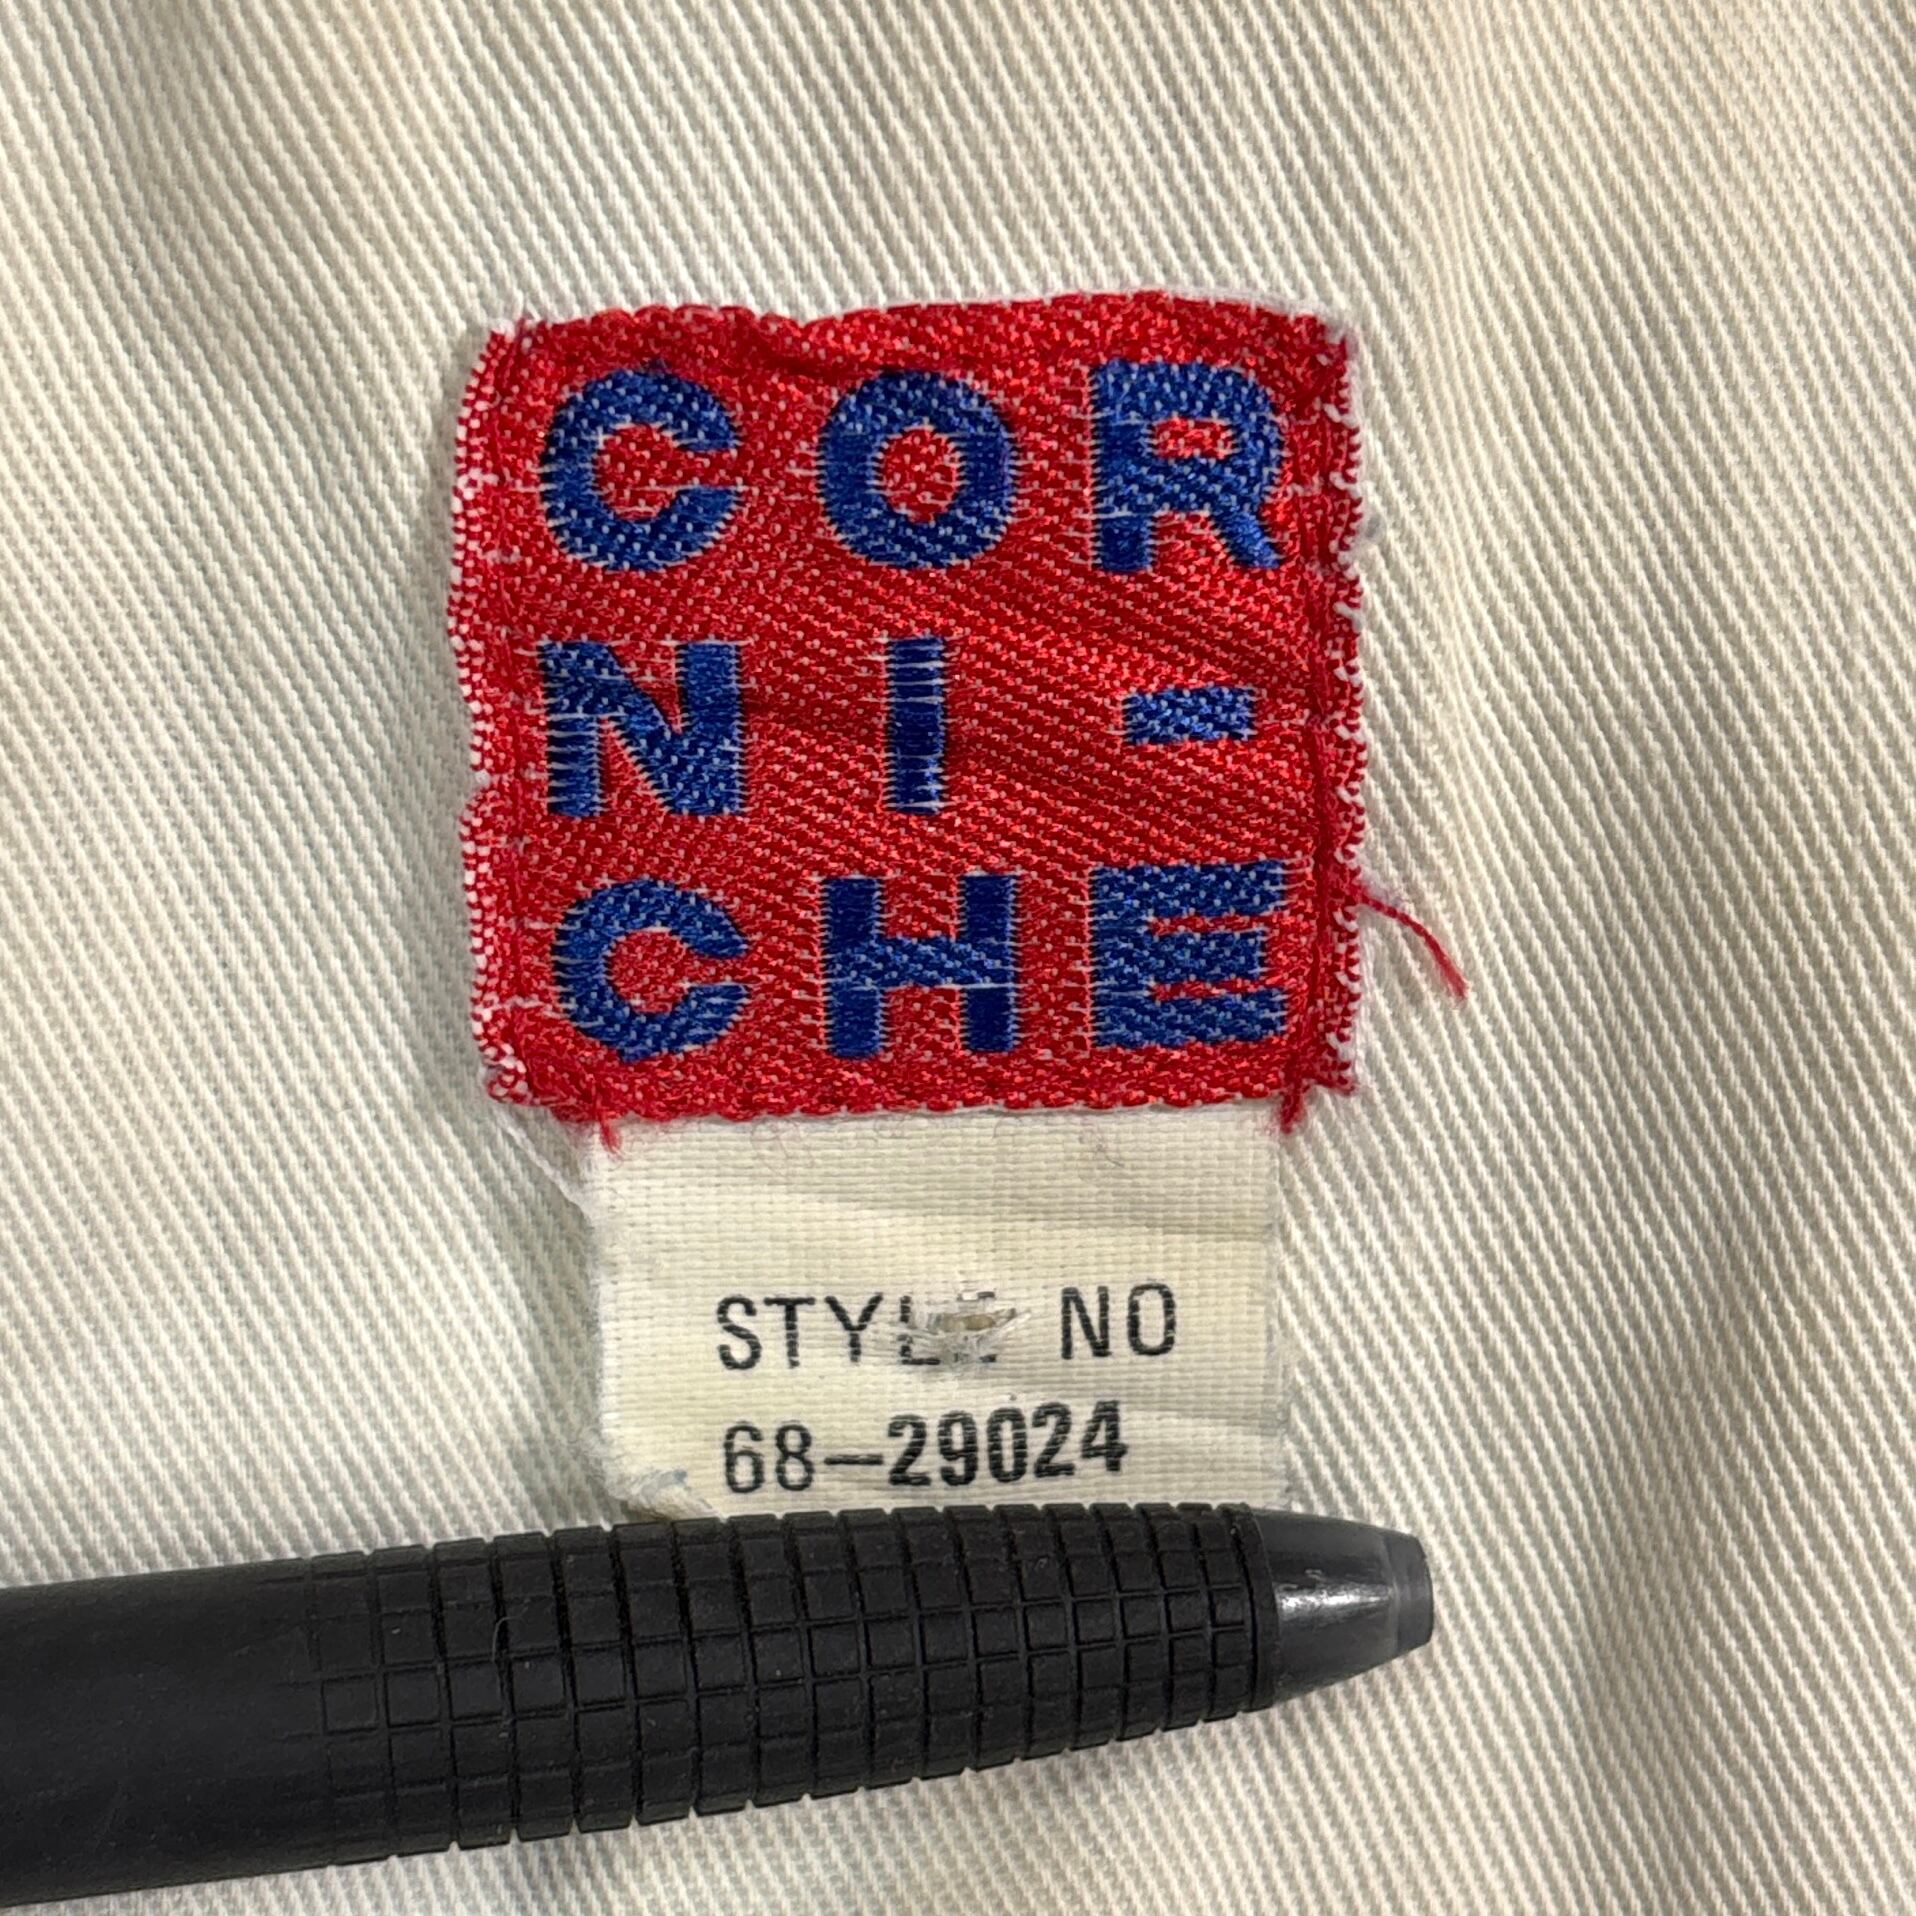 COR
NI-
CHE
STYLE NO
68-29024